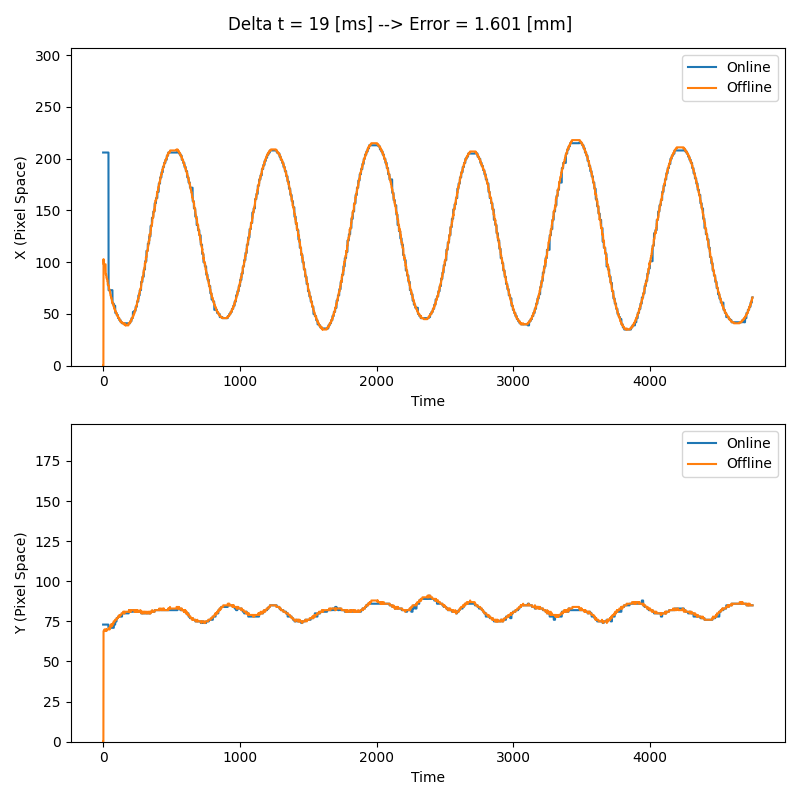 Delta t = 19 [ms] --> Error = 1.601 [mm]
300
250
200
150
100
50
0
X (Pixel Space)
Online
Offline
0
1000
2000
3000
4000
Time
175
150
125
100
75
50
25
0
Y (Pixel Space)
Online
Offline
0
1000
2000
3000
4000
Time